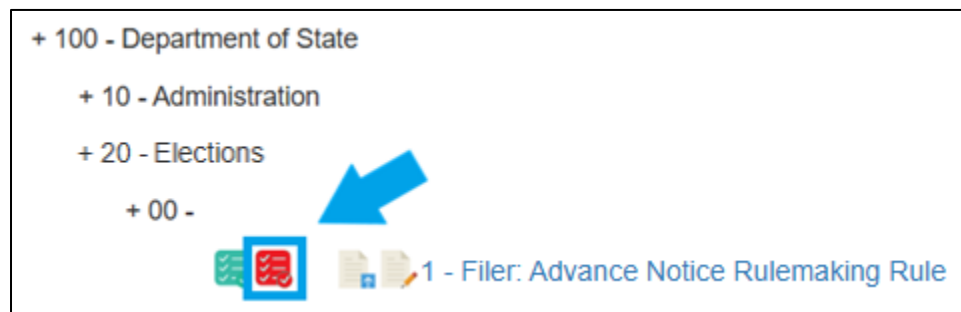 + 100 - Department of State
+ 10 - Administration
+ 20 - Elections
+ 00 -
1 - Filer: Advance Notice Rulemaking Rule